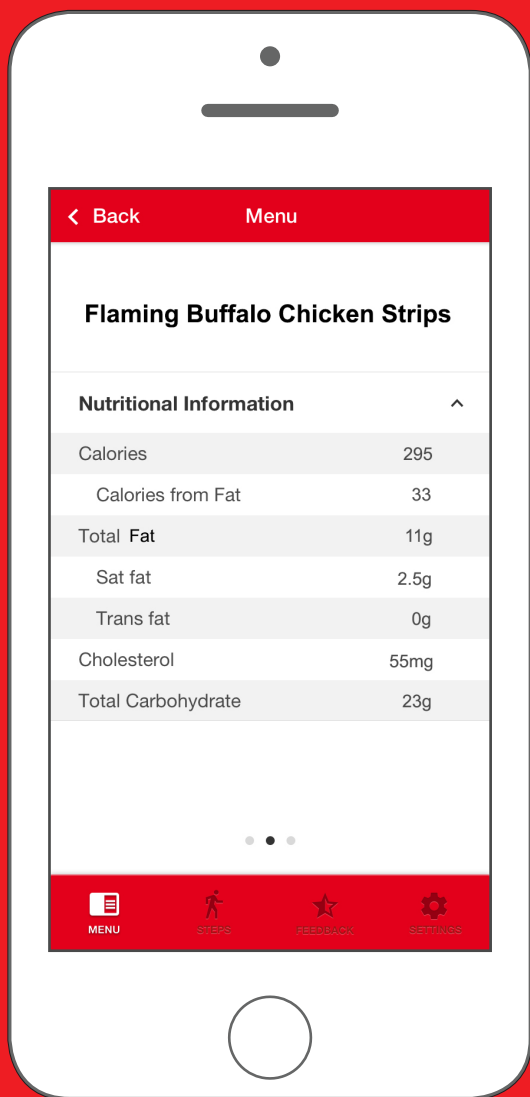 Back Menu
Flaming Buffalo Chicken Strips
Nutritional Information
Calories 295
Calories from Fat 33
Total Fat 11g
Sat fat 2.5g
Trans fat 0g
Cholesterol 55mg
Total Carbohydrate 23g
MENU STEPS FEEDBACK SETTINGS